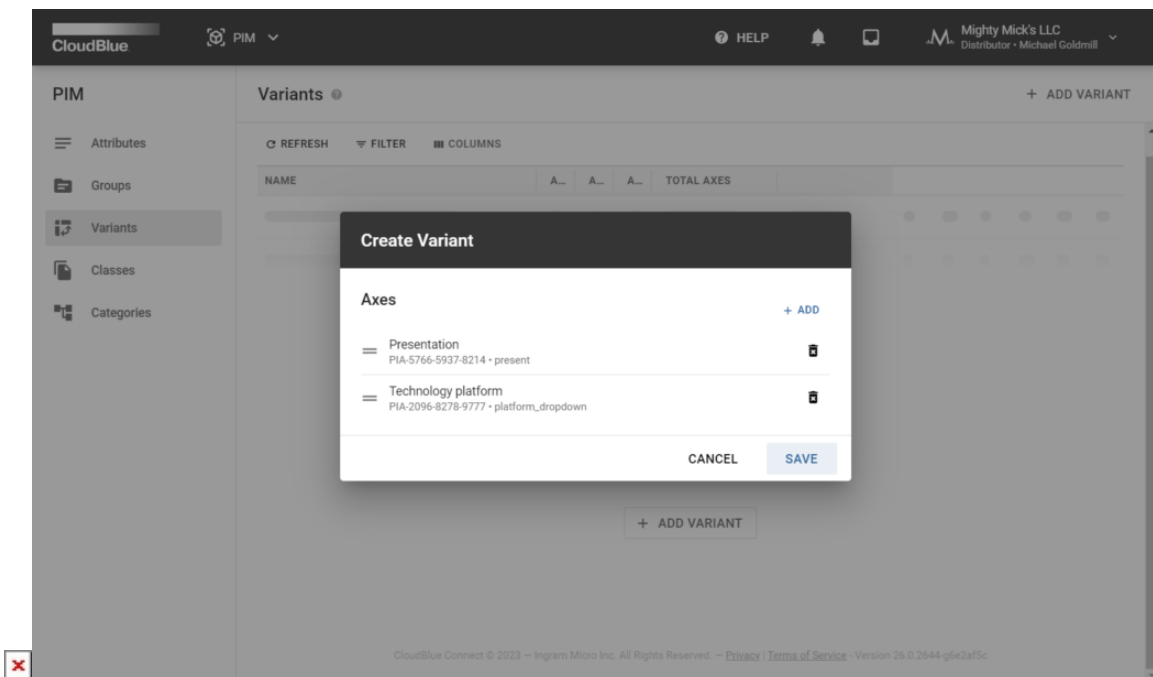 CloudBlue
PIM
HELP
Mighty Mick's LLC
Distributor • Michael Goldmill
PIM
Variants
+ ADD VARIANT
Attributes
Groups
Variants
Classes
Categories
REFRESH FILTER COLUMNS
NAME A... A... A... TOTAL AXES
Create Variant
Axes
+ ADD
Presentation
PIA-5766-5937-8214 • present
Technology platform
PIA-2096-8278-9777 • platform_dropdown
CANCEL SAVE
+ ADD VARIANT
CloudBlue Connect © 2023 — Ingram Micro Inc. All Rights Reserved. — Privacy | Terms of Service - Version 26.0.2644-g6e2af5c